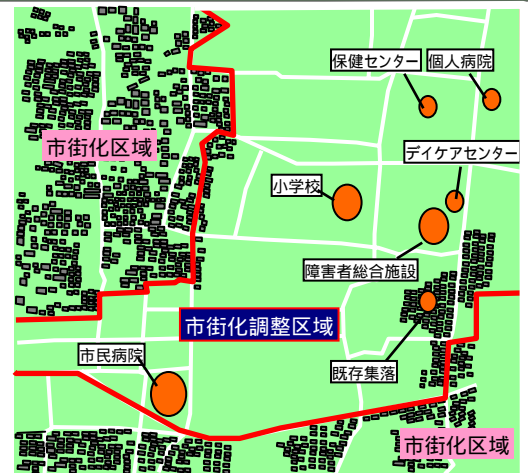 保健センター
個人病院
市街化区域
デイケアセンター
小学校
障害者総合施設
市街化調整区域
市民病院
既存集落
市街化区域